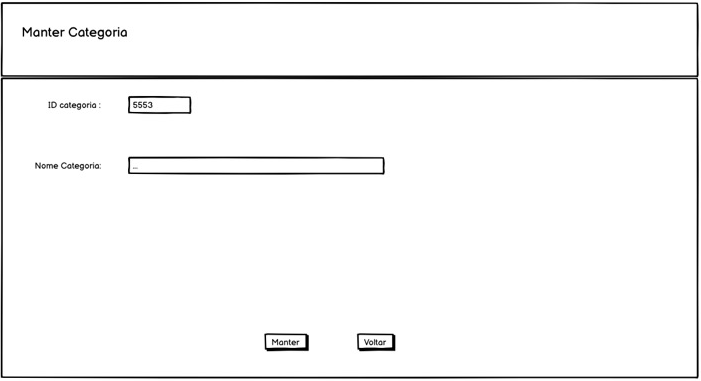 Manter Categoria
ID categoria : 5553
Nome Categoria: ...
Manter Voltar